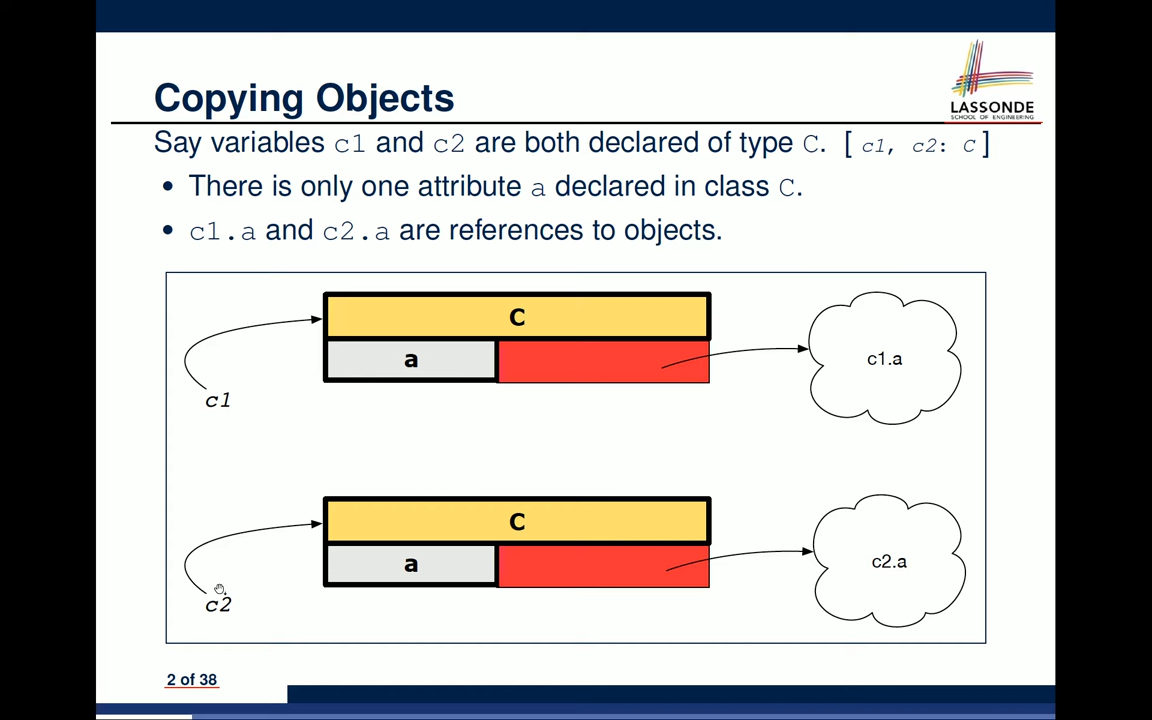 Copying Objects
LASSONDE
SCHOOL OF ENGINEERING
Say variables c1 and c2 are both declared of type C. [ c1, c2: C ]
• There is only one attribute a declared in class C.
• c1.a and c2.a are references to objects.
C
a
c1.a
c1
C
a
c2.a
c2
2 of 38